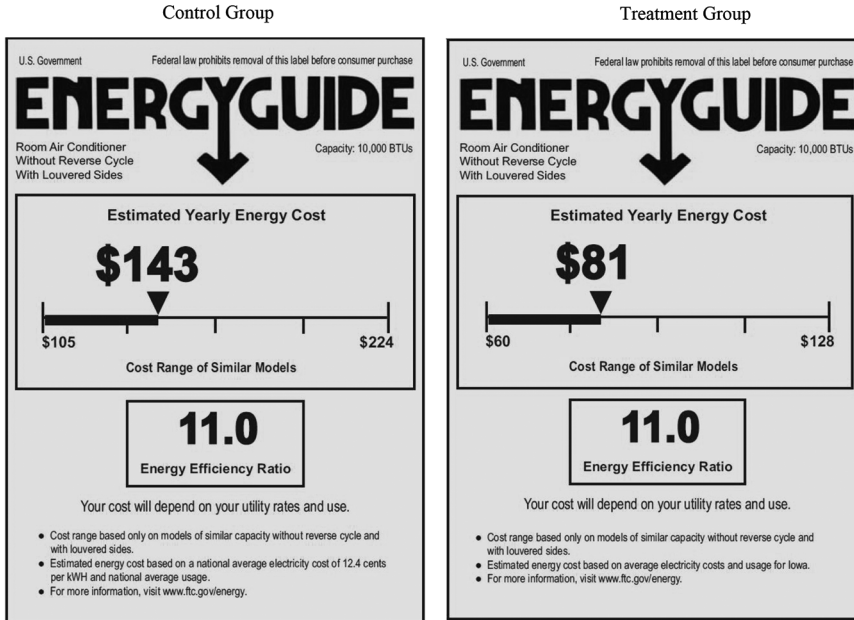 Control Group
U.S. Government
Federal law prohibits removal of this label before consumer purchase
ENERGYGUIDE
Room Air Conditioner
Without Reverse Cycle
With Louvered Sides
Capacity: 10,000 BTUs
Estimated Yearly Energy Cost
$143
$105
$224
Cost Range of Similar Models
11.0
Energy Efficiency Ratio
Your cost will depend on your utility rates and use.
● Cost range based only on models of similar capacity without reverse cycle and
with louvered sides.
● Estimated energy cost based on a national average electricity cost of 12.4 cents
per kWH and national average usage.
● For more information, visit www.ftc.gov/energy.
Treatment Group
U.S. Government
Federal law prohibits removal of this label before consumer purchase
ENERGYGUIDE
Room Air Conditioner
Without Reverse Cycle
With Louvered Sides
Capacity: 10,000 BTUs
Estimated Yearly Energy Cost
$81
$60
$128
Cost Range of Similar Models
11.0
Energy Efficiency Ratio
Your cost will depend on your utility rates and use.
● Cost range based only on models of similar capacity without reverse cycle and
with louvered sides.
● Estimated energy cost based on average electricity costs and usage for Iowa.
● For more information, visit www.ftc.gov/energy.